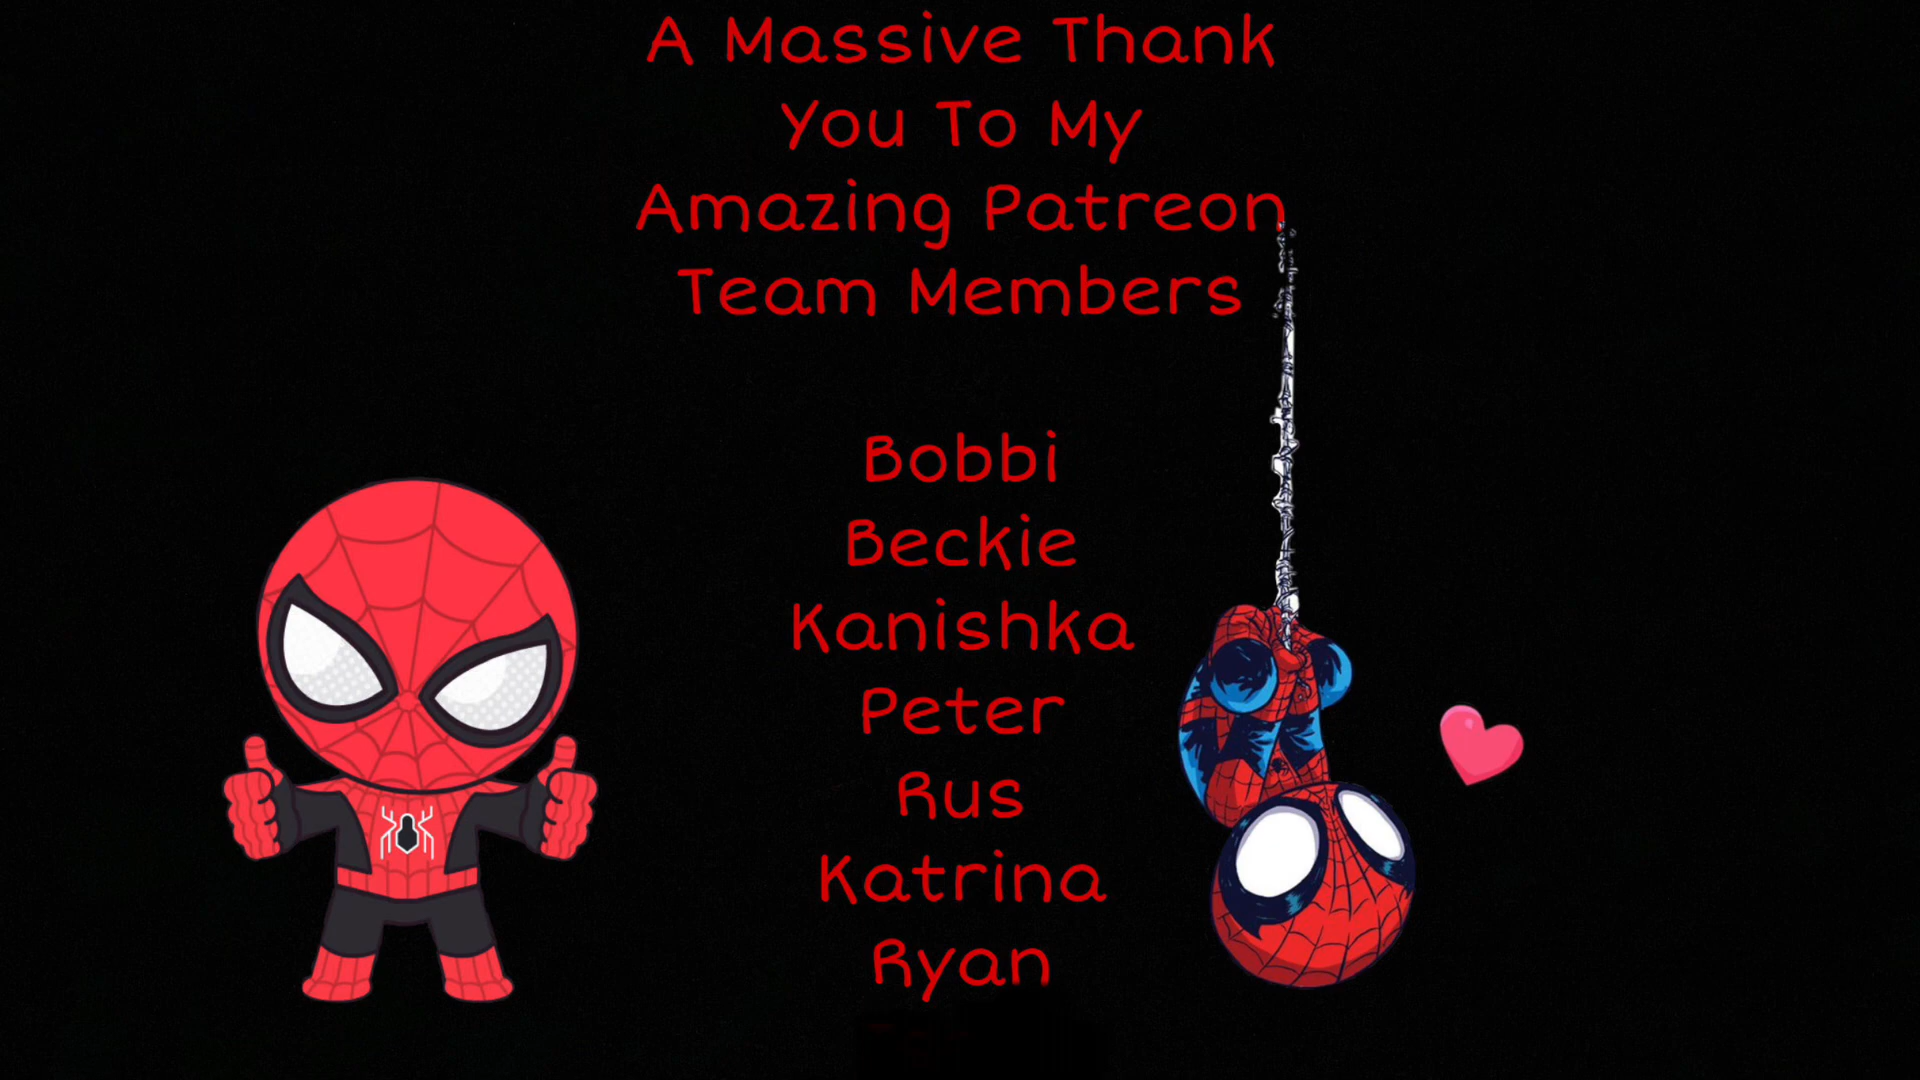 A Massive Thank
You To My
Amazing Patreon
Team Members
Bobbi
Beckie
Kanishka
Peter
Rus
Katrina
Ryan